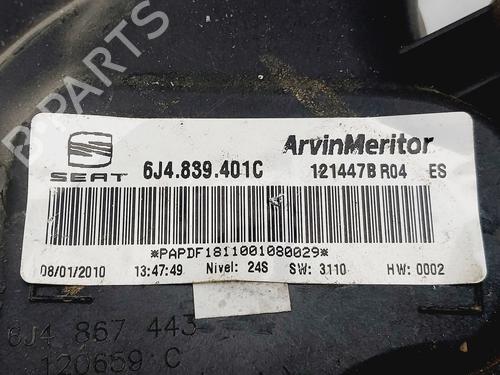 B-PARTS
SEAT
6J4.839.401C
ArvinMeritor
121447B R04 ES
*PAPDF1811001080029*
08/01/2010 13:47:49 Nivel: 24S SW: 3110 HW: 0002
6J4 867 443
120659 C